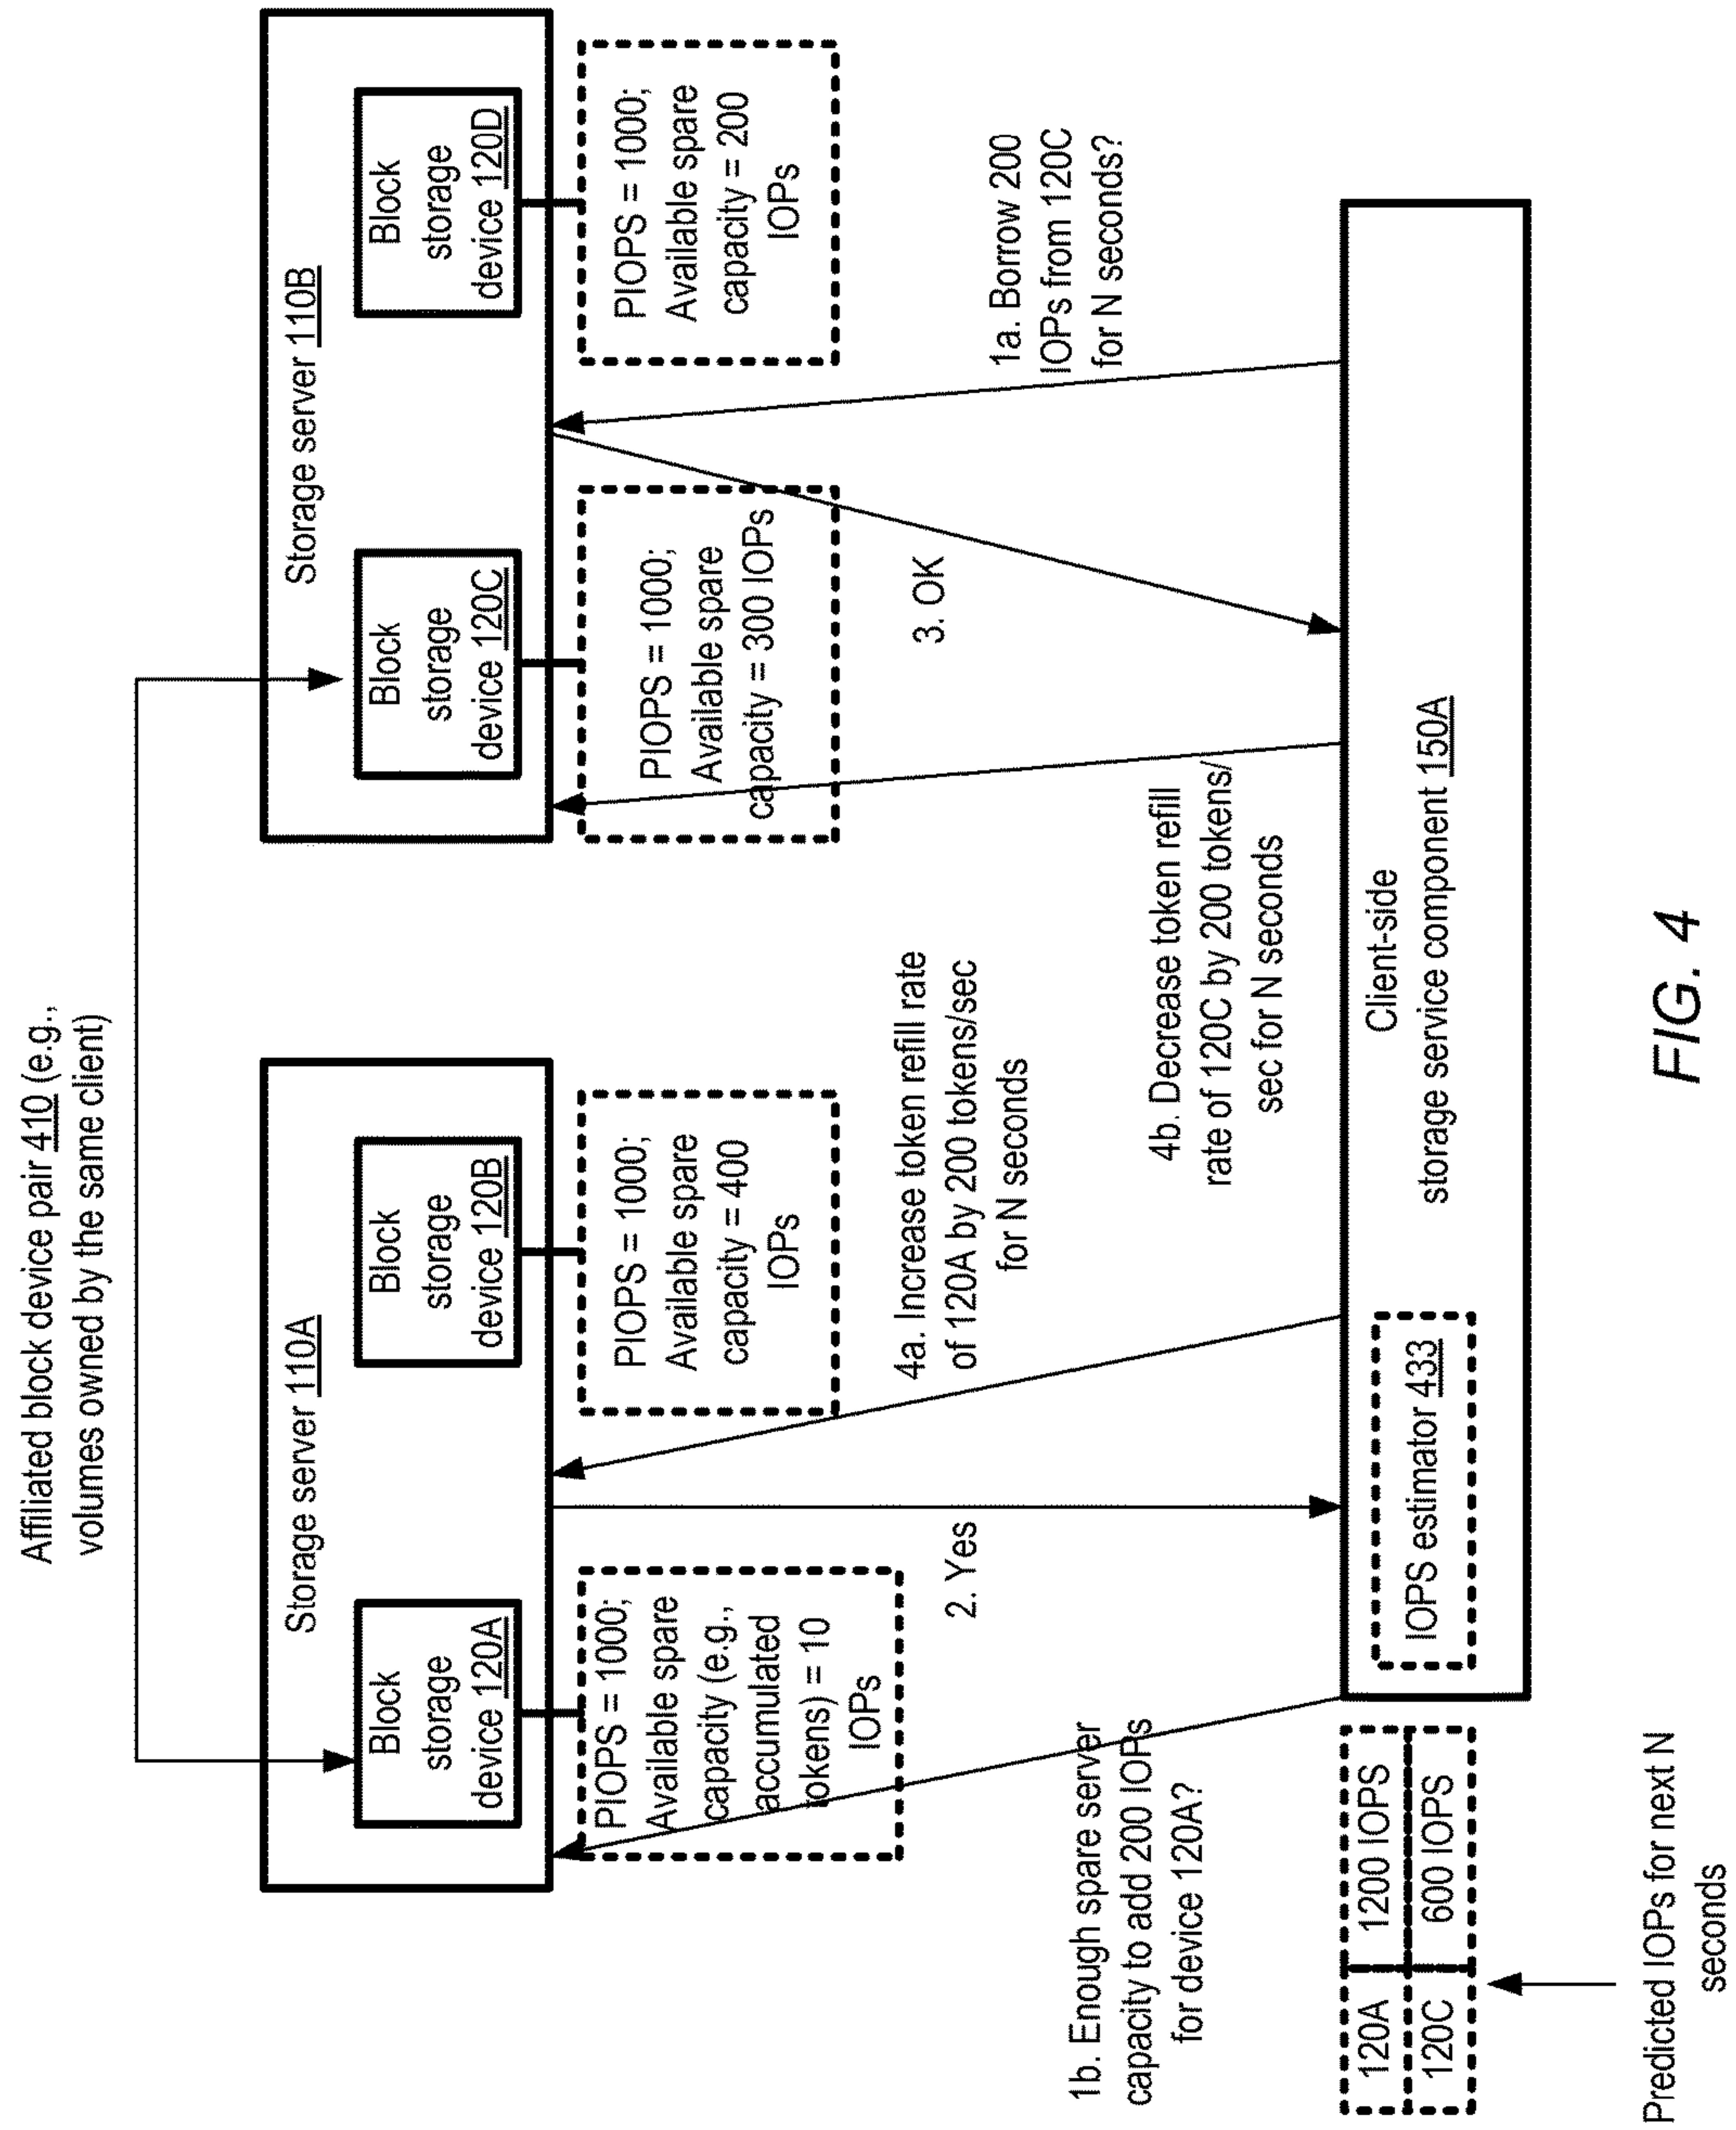 Affiliated block device pair 410 (e.g.,
volumes owned by the same client)
Storage server 110A
Block
storage
device 120A
Block
storage
device 120B
PIOPS = 1000;
Available spare
capacity (e.g.,
accumulated
tokens) = 10
IOPs
PIOPS = 1000;
Available spare
capacity = 400
IOPs
Storage server 110B
Block
storage
device 120C
Block
storage
device 120D
PIOPS = 1000;
Available spare
capacity = 300 IOPs
PIOPS = 1000;
Available spare
capacity = 200
IOPs
1b. Enough spare server
capacity to add 200 IOPs
for device 120A?
2. Yes
4a. Increase token refill rate
of 120A by 200 tokens/sec
for N seconds
4b. Decrease token refill
rate of 120C by 200 tokens/
sec for N seconds
3. OK
1a. Borrow 200
IOPs from 120C
for N seconds?
120A 1200 IOPS
120C 600 IOPS
Predicted IOPs for next N
seconds
IOPS estimator 433
Client-side
storage service component 150A
FIG. 4